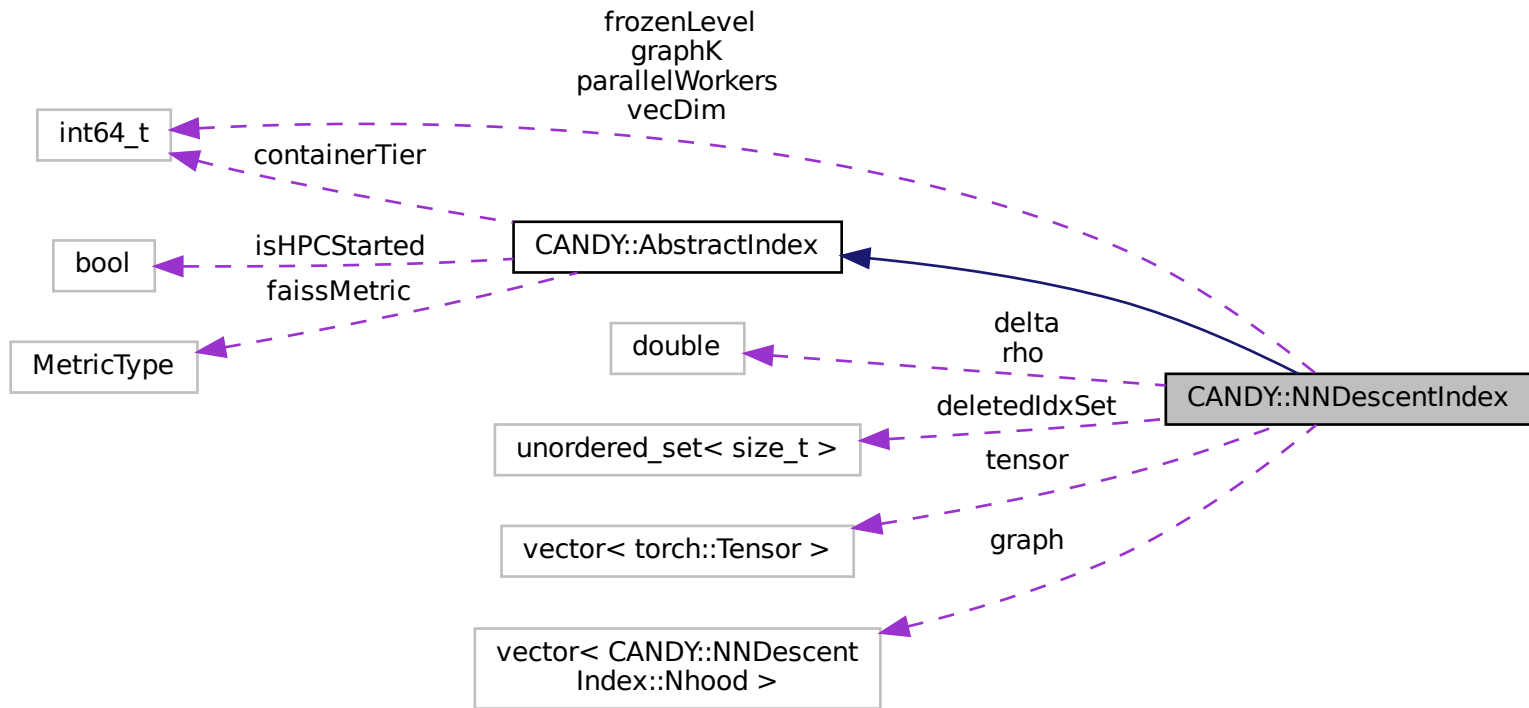 frozenLevel
graphK
parallelWorkers
vecDim
int64_t
containerTier
CANDY::AbstractIndex
isHPCStarted
bool
faissMetric
MetricType
delta
rho
double
CANDY::NNDescentIndex
deletedIdxSet
unordered_set< size_t >
tensor
vector< torch::Tensor >
graph
vector< CANDY::NNDescent
Index::Nhood >